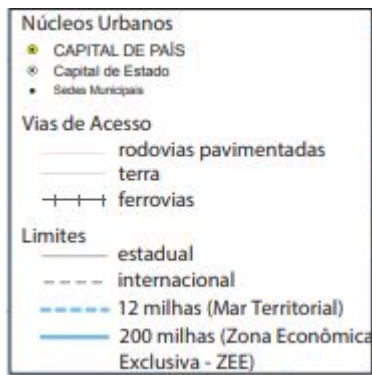 Núcleos Urbanos
CAPITAL DE PAÍS
Capital de Estado
Sedes Municipais
Vias de Acesso
rodovias pavimentadas
terra
ferrovias
Limites
estadual
internacional
12 milhas (Mar Territorial)
200 milhas (Zona Econômica
Exclusiva - ZEE)